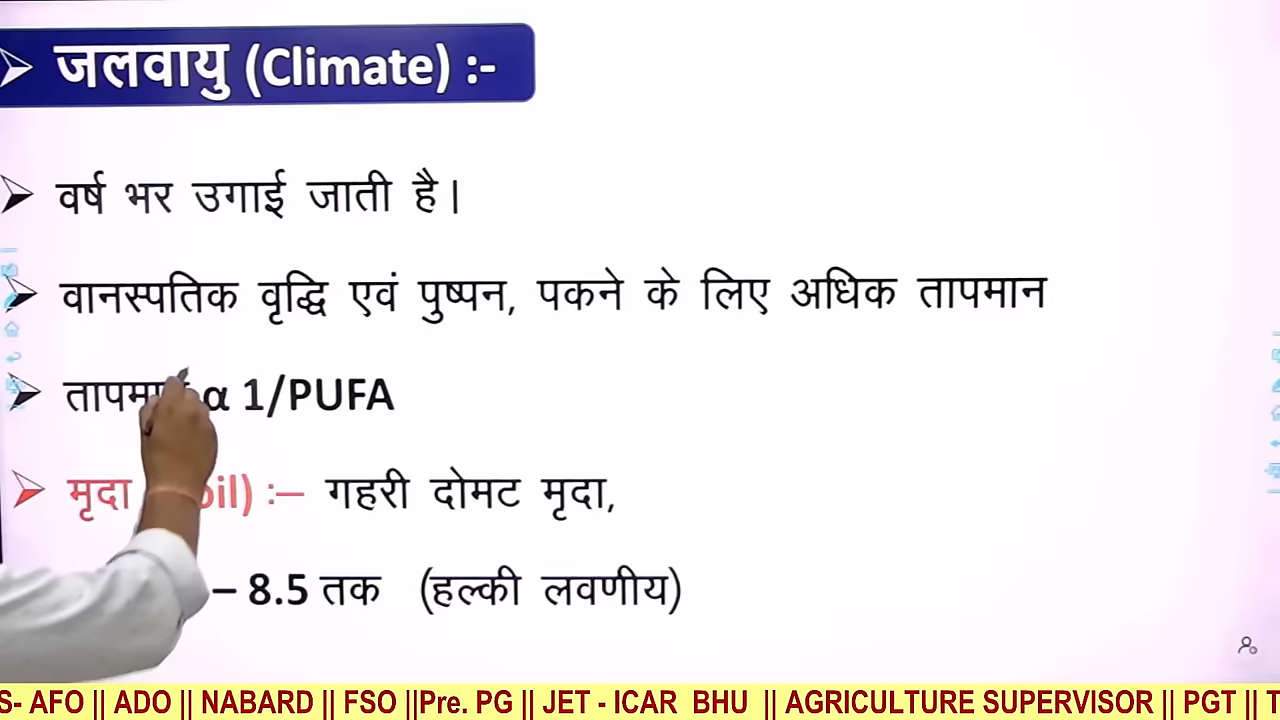 जलवायु (Climate) :-
वर्ष भर उगाई जाती है।
वानस्पतिक वृद्धि एवं पुष्पन, पकने के लिए अधिक तापमान
α 1/PUFA
मृदा :– गहरी दोमट मृदा,
– 8.5 तक (हल्की लवणीय)
S- AFO || ADO || NABARD || FSO ||Pre. PG || JET - ICAR BHU || AGRICULTURE SUPERVISOR || PGT || T